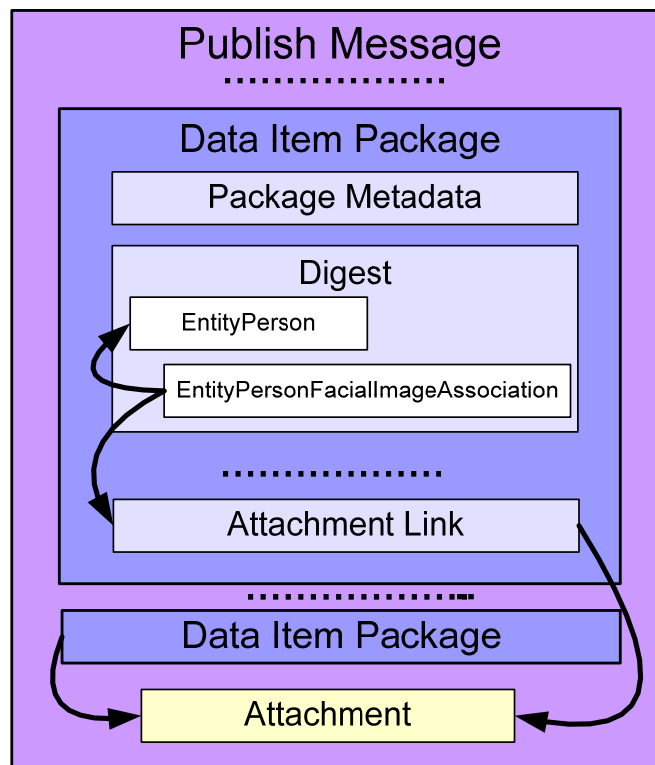 Publish Message
Data Item Package
Package Metadata
Digest
EntityPerson
EntityPersonFacialImageAssociation
Attachment Link
Data Item Package
Attachment